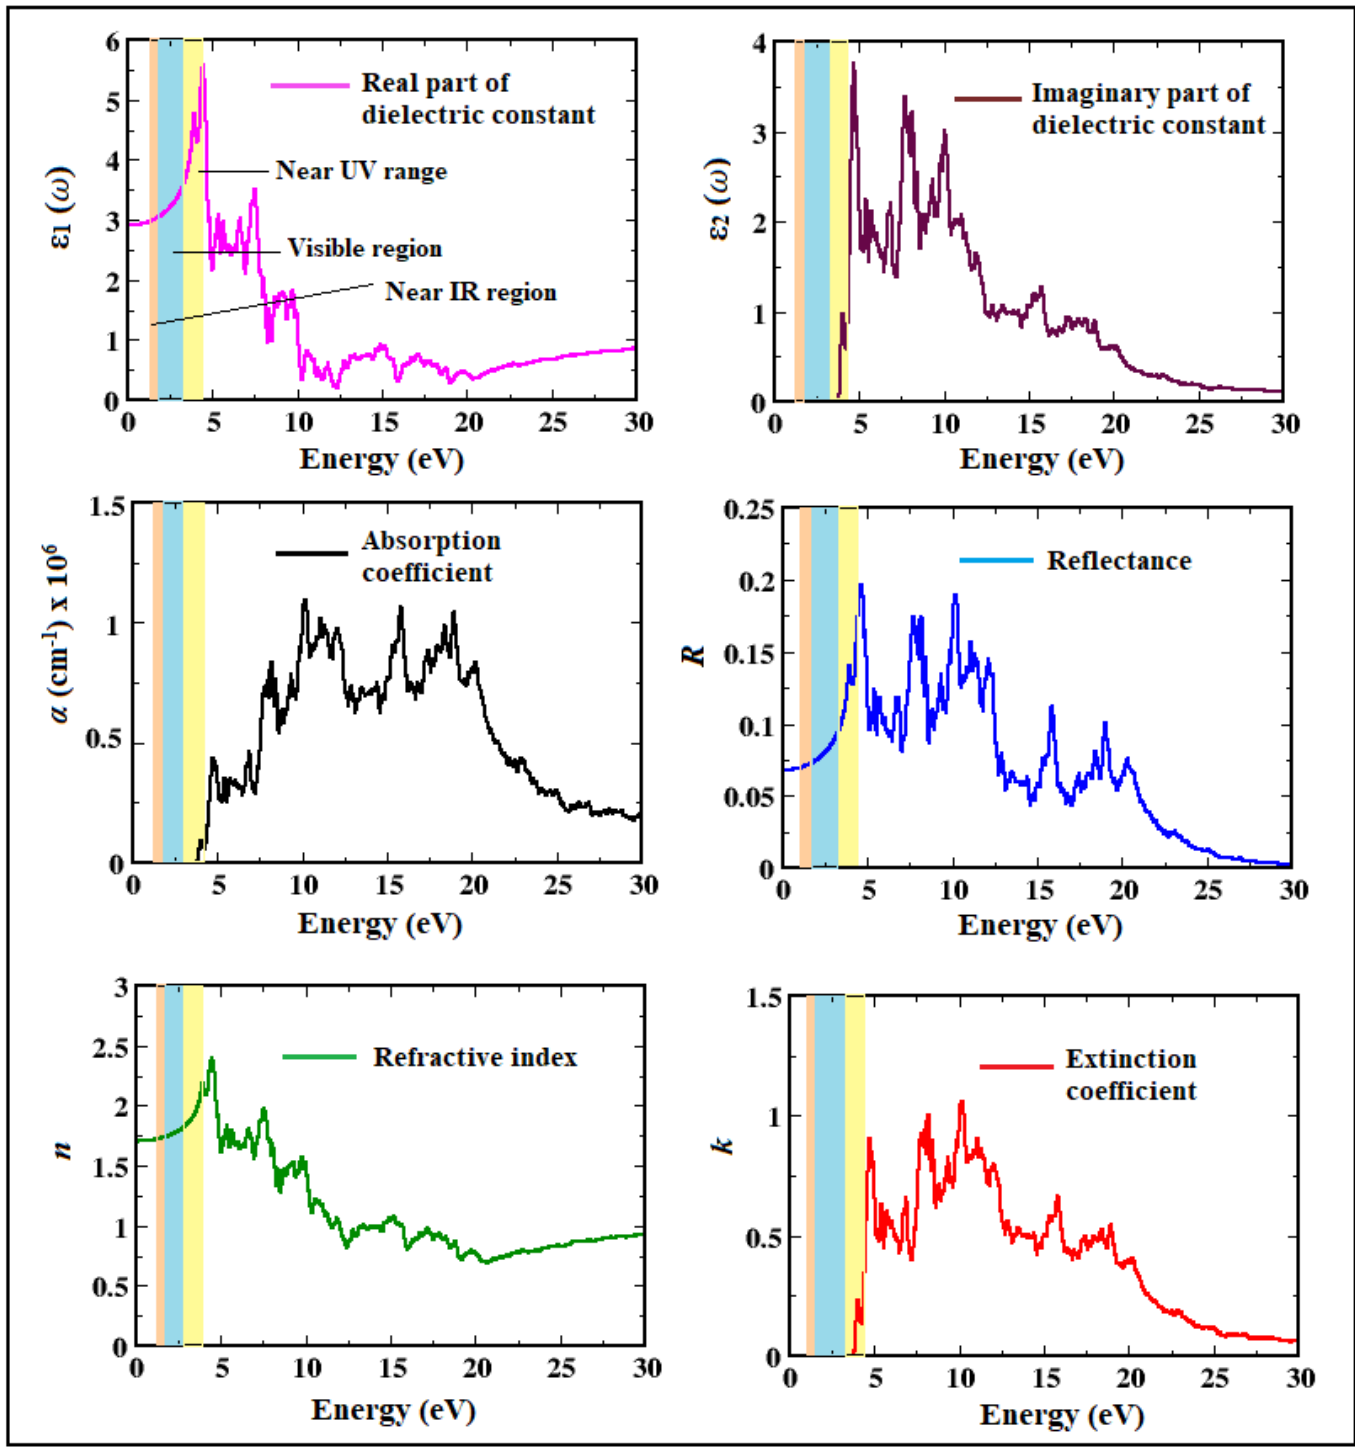 6
5
4
3
2
1
0
ε1 (ω)
Real part of
dielectric constant
Near UV range
Visible region
Near IR region
0 5 10 15 20 25 30
Energy (eV)
4
3
2
1
0
ε2 (ω)
Imaginary part of
dielectric constant
0 5 10 15 20 25 30
Energy (eV)
1.5
1
0.5
0
α (cm⁻¹) x 10⁶
Absorption
coefficient
0 5 10 15 20 25 30
Energy (eV)
0.25
0.2
0.15
0.1
0.05
0
R
Reflectance
0 5 10 15 20 25 30
Energy (eV)
3
2.5
2
1.5
1
0.5
0
n
Refractive index
0 5 10 15 20 25 30
Energy (eV)
1.5
1
0.5
0
k
Extinction
coefficient
0 5 10 15 20 25 30
Energy (eV)